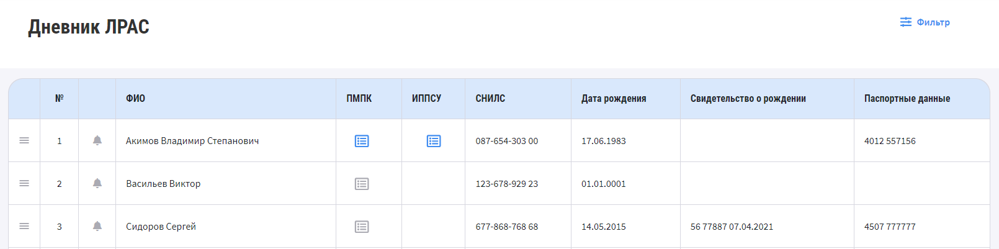 Дневник ЛРАС
Фильтр
№ ФИО ПМПК ИППСУ СНИЛС Дата рождения Свидетельство о рождении Паспортные данные
1 Акимов Владимир Степанович 087-654-303 00 17.06.1983 4012 557156
2 Васильев Виктор 123-678-929 23 01.01.0001
3 Сидоров Сергей 677-868-768 68 14.05.2015 56 77887 07.04.2021 4507 777777